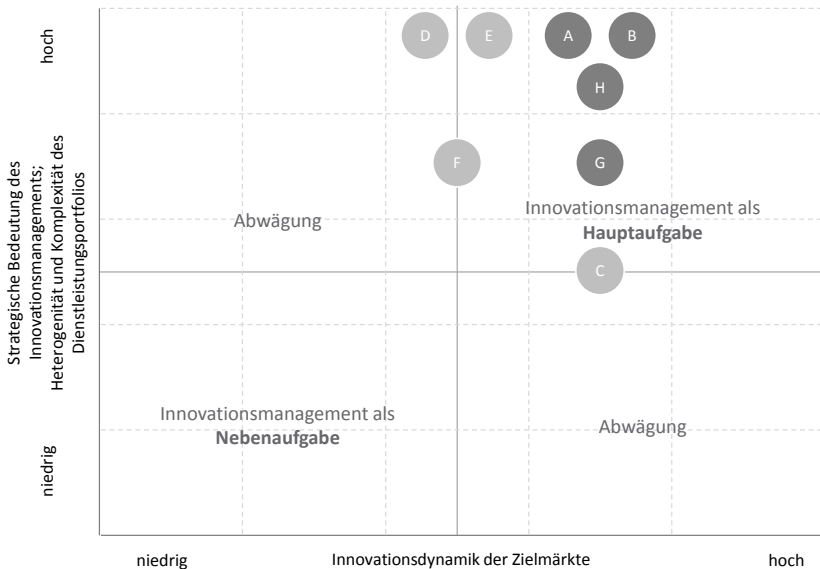 hoch
D
E
A
B
H
F
G
Strategische Bedeutung des
Innovationsmanagements;
Heterogenität und Komplexität des
Dienstleistungsportfolios
Abwägung
Innovationsmanagement als
Hauptaufgabe
C
Innovationsmanagement als
Nebenaufgabe
Abwägung
niedrig
niedrig
Innovationsdynamik der Zielmärkte
hoch